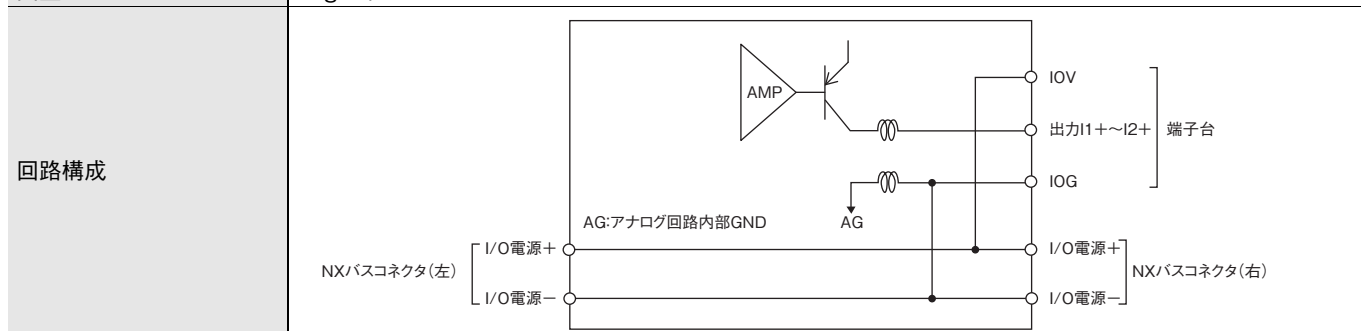 回路構成
AMP
IOV
出力I1+~I2+
端子台
IOG
AG:アナログ回路内部GND
AG
NXバスコネクタ(左)
I/O電源+
I/O電源-
I/O電源+
I/O電源-
NXバスコネクタ(右)